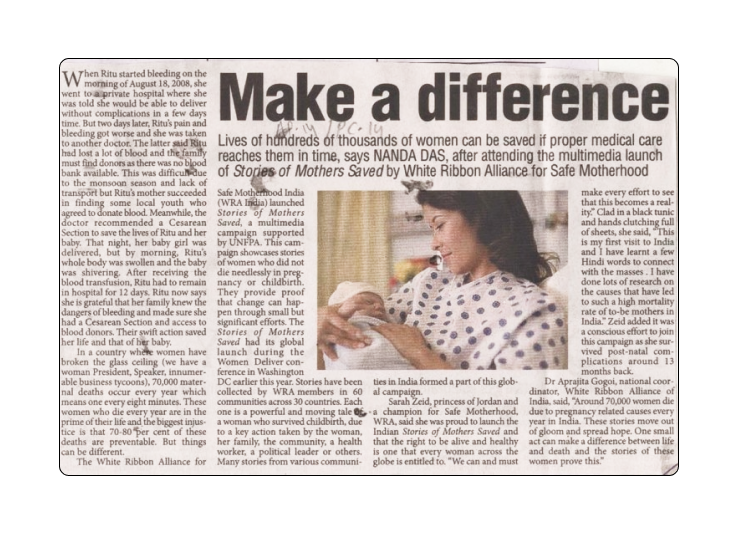 Make a difference
Lives of hundreds of thousands of women can be saved if proper medical care
reaches them in time, says NANDA DAS, after attending the multimedia launch
of Stories of Mothers Saved by White Ribbon Alliance for Safe Motherhood
When Ritu started bleeding on the
morning of August 18, 2008, she
went to a private hospital where she
was told she would be able to deliver
without complications in a few days
time. But two days later, Ritu's pain and
bleeding got worse and she was taken
to another doctor. The latter said Ritu
had lost a lot of blood and the family
must find donors as there was no blood
bank available. This was difficult due
to the monsoon season and lack of
transport but Ritu's mother succeeded
in finding some local youth who
agreed to donate blood. Meanwhile, the
doctor recommended a Cesarean
Section to save the lives of Ritu and her
baby. That night, her baby girl was
delivered, but by morning, Ritu's
whole body was swollen and the baby
was shivering. After receiving the
blood transfusion, Ritu had to remain
in hospital for 12 days. Ritu now says
she is grateful that her family knew the
dangers of bleeding and made sure she
had a Cesarean Section and access to
blood donors. Their swift action saved
her life and that of her baby.
In a country where women have
broken the glass ceiling (we have a
woman President, Speaker, innumer-
able business tycoons), 70,000 mater-
nal deaths occur every year which
means one every eight minutes. These
women who die every year are in the
prime of their life and the biggest injus-
tice is that 70-80 per cent of these
deaths are preventable. But things
can be different.
The White Ribbon Alliance for
Safe Motherhood India
(WRA India) launched
Stories of Mothers
Saved, a multimedia
campaign supported
by UNFPA. This cam-
paign showcases stories
of women who did not
die needlessly in preg-
nancy or childbirth.
They provide proof
that change can hap-
pen through small but
significant efforts. The
Stories of Mothers
Saved had its global
launch during the
Women Deliver con-
ference in Washington
DC earlier this year. Stories have been
collected by WRA members in 60
communities across 30 countries. Each
one is a powerful and moving tale of
a woman who survived childbirth, due
to a key action taken by the woman,
her family, the community, a health
worker, a political leader or others.
Many stories from various communi-
ties in India formed a part of this glob-
al campaign.
Sarah Zeid, princess of Jordan and
a champion for Safe Motherhood,
WRA, said she was proud to launch the
Indian Stories of Mothers Saved and
that the right to be alive and healthy
is one that every woman across the
globe is entitled to. "We can and must
make every effort to see
that this becomes a real-
ity." Clad in a black tunic
and hands clutching full
of sheets, she said, "This
is my first visit to India
and I have learnt a few
Hindi words to connect
with the masses . I have
done lots of research on
the causes that have led
to such a high mortality
rate of to-be mothers in
India." Zeid added it was
a conscious effort to join
this campaign as she sur-
vived post-natal com-
plications around 13
months back.
Dr Aprajita Gogoi, national coor-
dinator, White Ribbon Alliance of
India, said, "Around 70,000 women die
due to pregnancy related causes every
year in India. These stories move out
of gloom and spread hope. One small
act can make a difference between life
and death and the stories of these
women prove this."